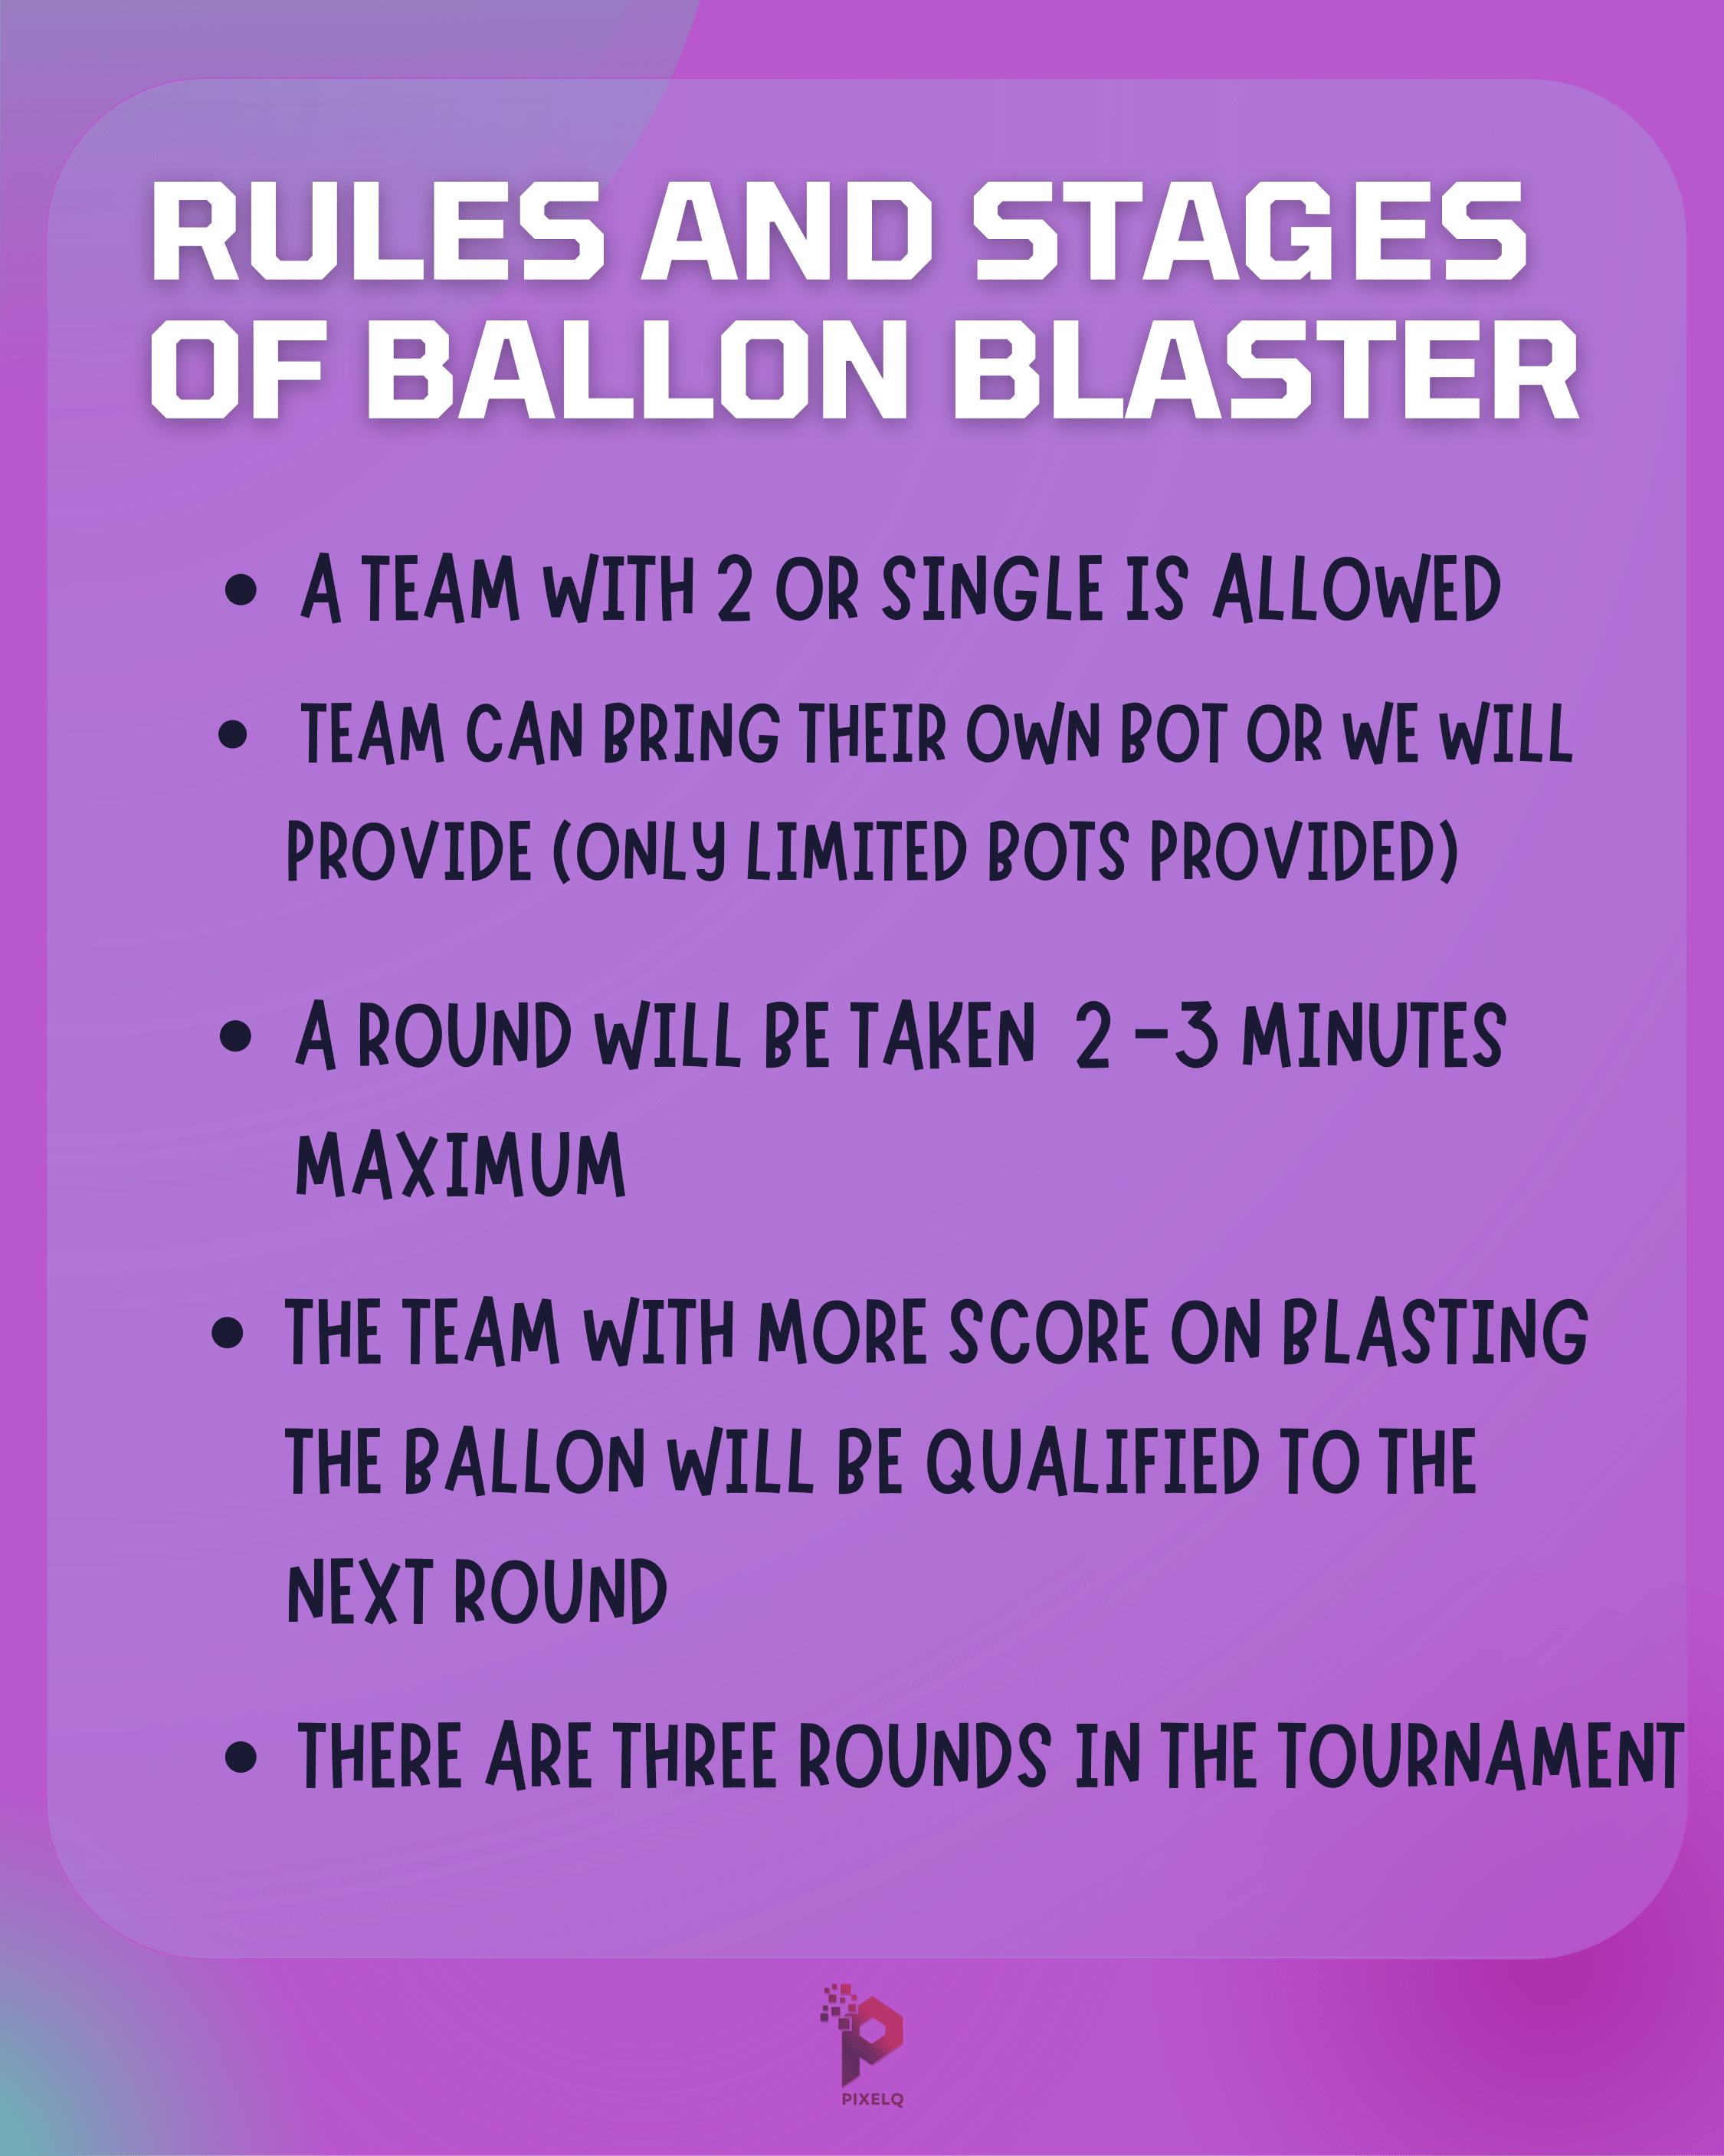 RULES AND STAGES
OF BALLON BLASTER
• A TEAM WITH 2 OR SINGLE IS ALLOWED
• TEAM CAN BRING THEIR OWN BOT OR WE WILL
PROVIDE (ONLY LIMITED BOTS PROVIDED)
• A ROUND WILL BE TAKEN 2 -3 MINUTES
MAXIMUM
• THE TEAM WITH MORE SCORE ON BLASTING
THE BALLON WILL BE QUALIFIED TO THE
NEXT ROUND
• THERE ARE THREE ROUNDS IN THE TOURNAMENT
PIXELQ